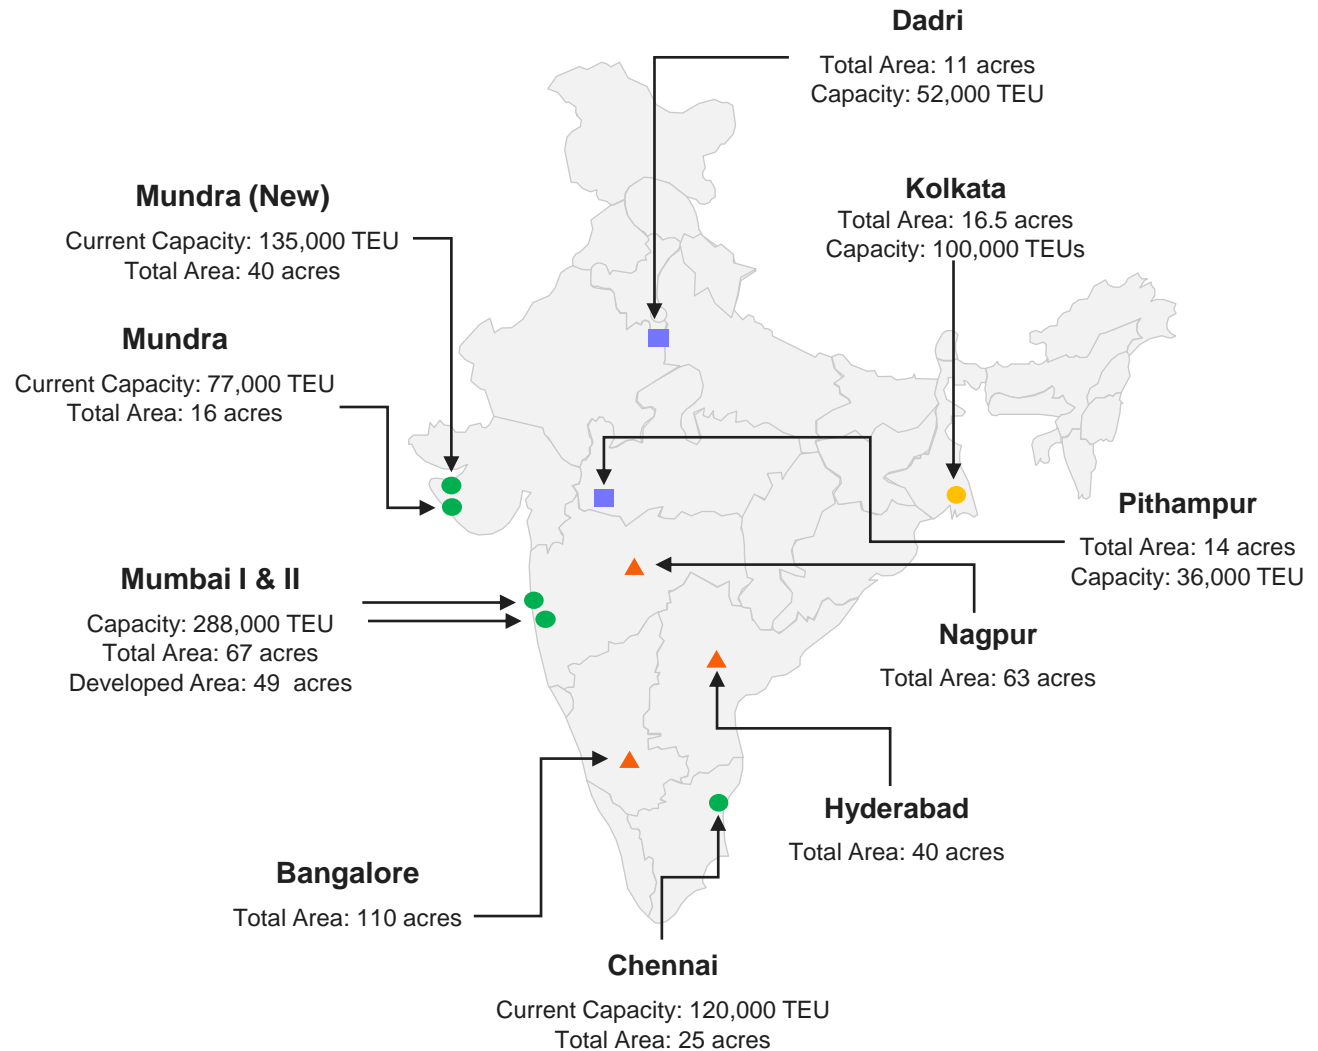 Dadri
Total Area: 11 acres
Capacity: 52,000 TEU
Mundra (New)
Current Capacity: 135,000 TEU
Total Area: 40 acres
Kolkata
Total Area: 16.5 acres
Capacity: 100,000 TEUs
Mundra
Current Capacity: 77,000 TEU
Total Area: 16 acres
Pithampur
Total Area: 14 acres
Capacity: 36,000 TEU
Mumbai I & II
Capacity: 288,000 TEU
Total Area: 67 acres
Developed Area: 49 acres
Nagpur
Total Area: 63 acres
Hyderabad
Total Area: 40 acres
Bangalore
Total Area: 110 acres
Chennai
Current Capacity: 120,000 TEU
Total Area: 25 acres